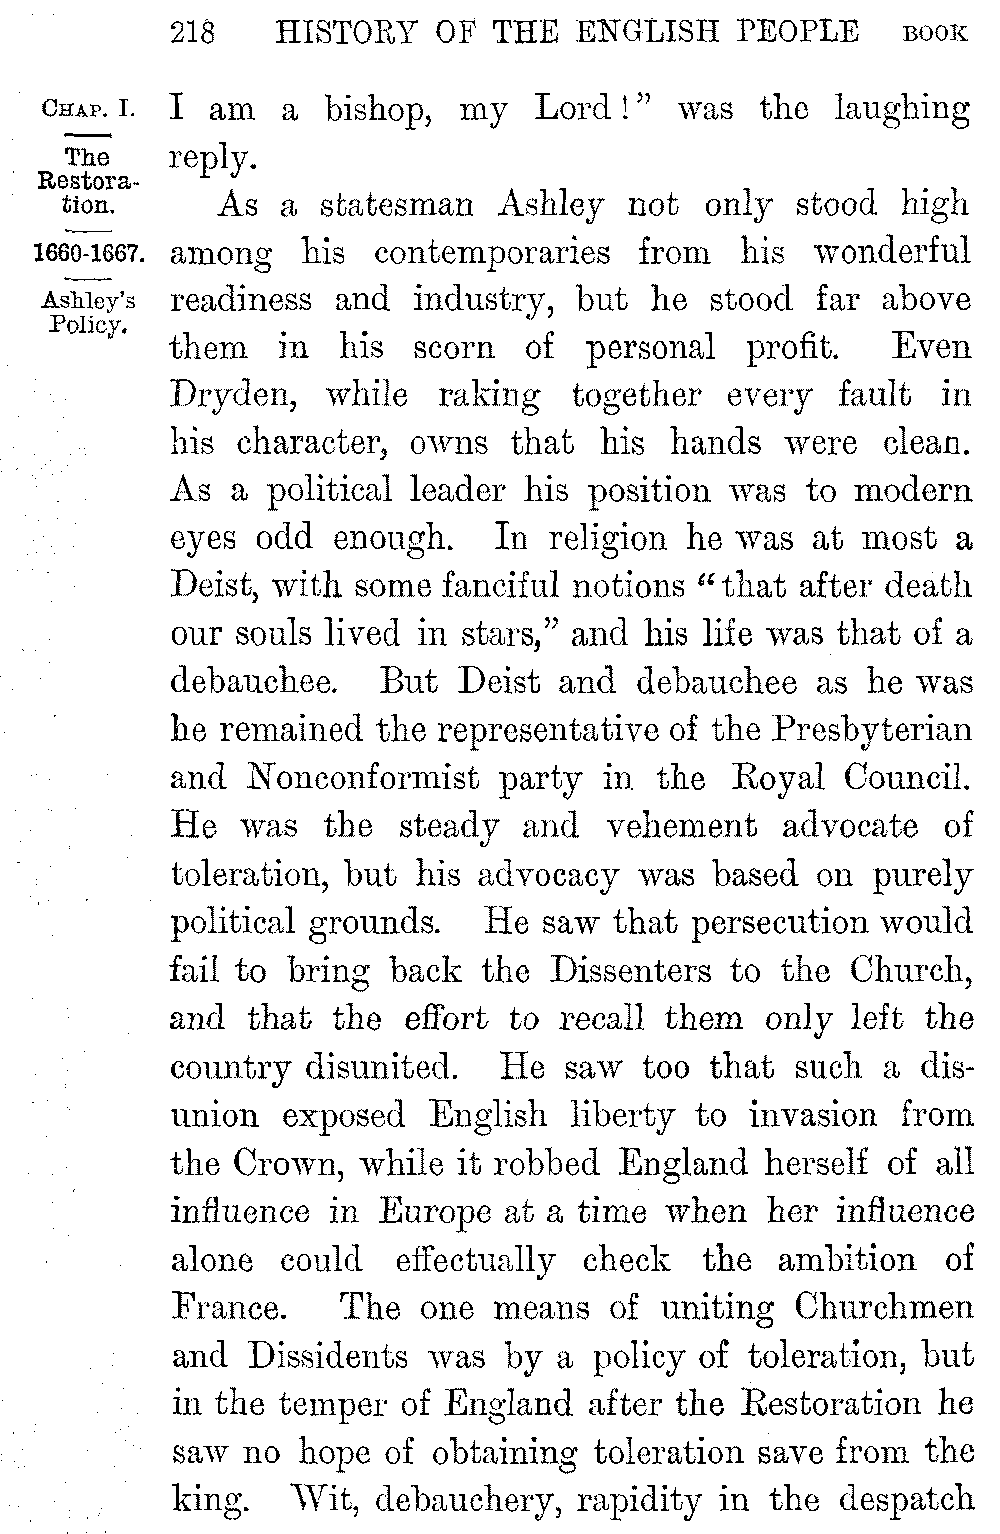 218 HISTORY OF THE ENGLISH PEOPLE BOOK
CHAP. I.
The
Restora-
tion.
1660-1667.
Ashley's
Policy.
I am a bishop, my Lord!” was the laughing
reply.
As a statesman Ashley not only stood high
among his contemporaries from his wonderful
readiness and industry, but he stood far above
them in his scorn of personal profit. Even
Dryden, while raking together every fault in
his character, owns that his hands were clean.
As a political leader his position was to modern
eyes odd enough. In religion he was at most a
Deist, with some fanciful notions “that after death
our souls lived in stars,” and his life was that of a
debauchee. But Deist and debauchee as he was
he remained the representative of the Presbyterian
and Nonconformist party in the Royal Council.
He was the steady and vehement advocate of
toleration, but his advocacy was based on purely
political grounds. He saw that persecution would
fail to bring back the Dissenters to the Church,
and that the effort to recall them only left the
country disunited. He saw too that such a dis-
union exposed English liberty to invasion from
the Crown, while it robbed England herself of all
influence in Europe at a time when her influence
alone could effectually check the ambition of
France. The one means of uniting Churchmen
and Dissidents was by a policy of toleration, but
in the temper of England after the Restoration he
saw no hope of obtaining toleration save from the
king. Wit, debauchery, rapidity in the despatch